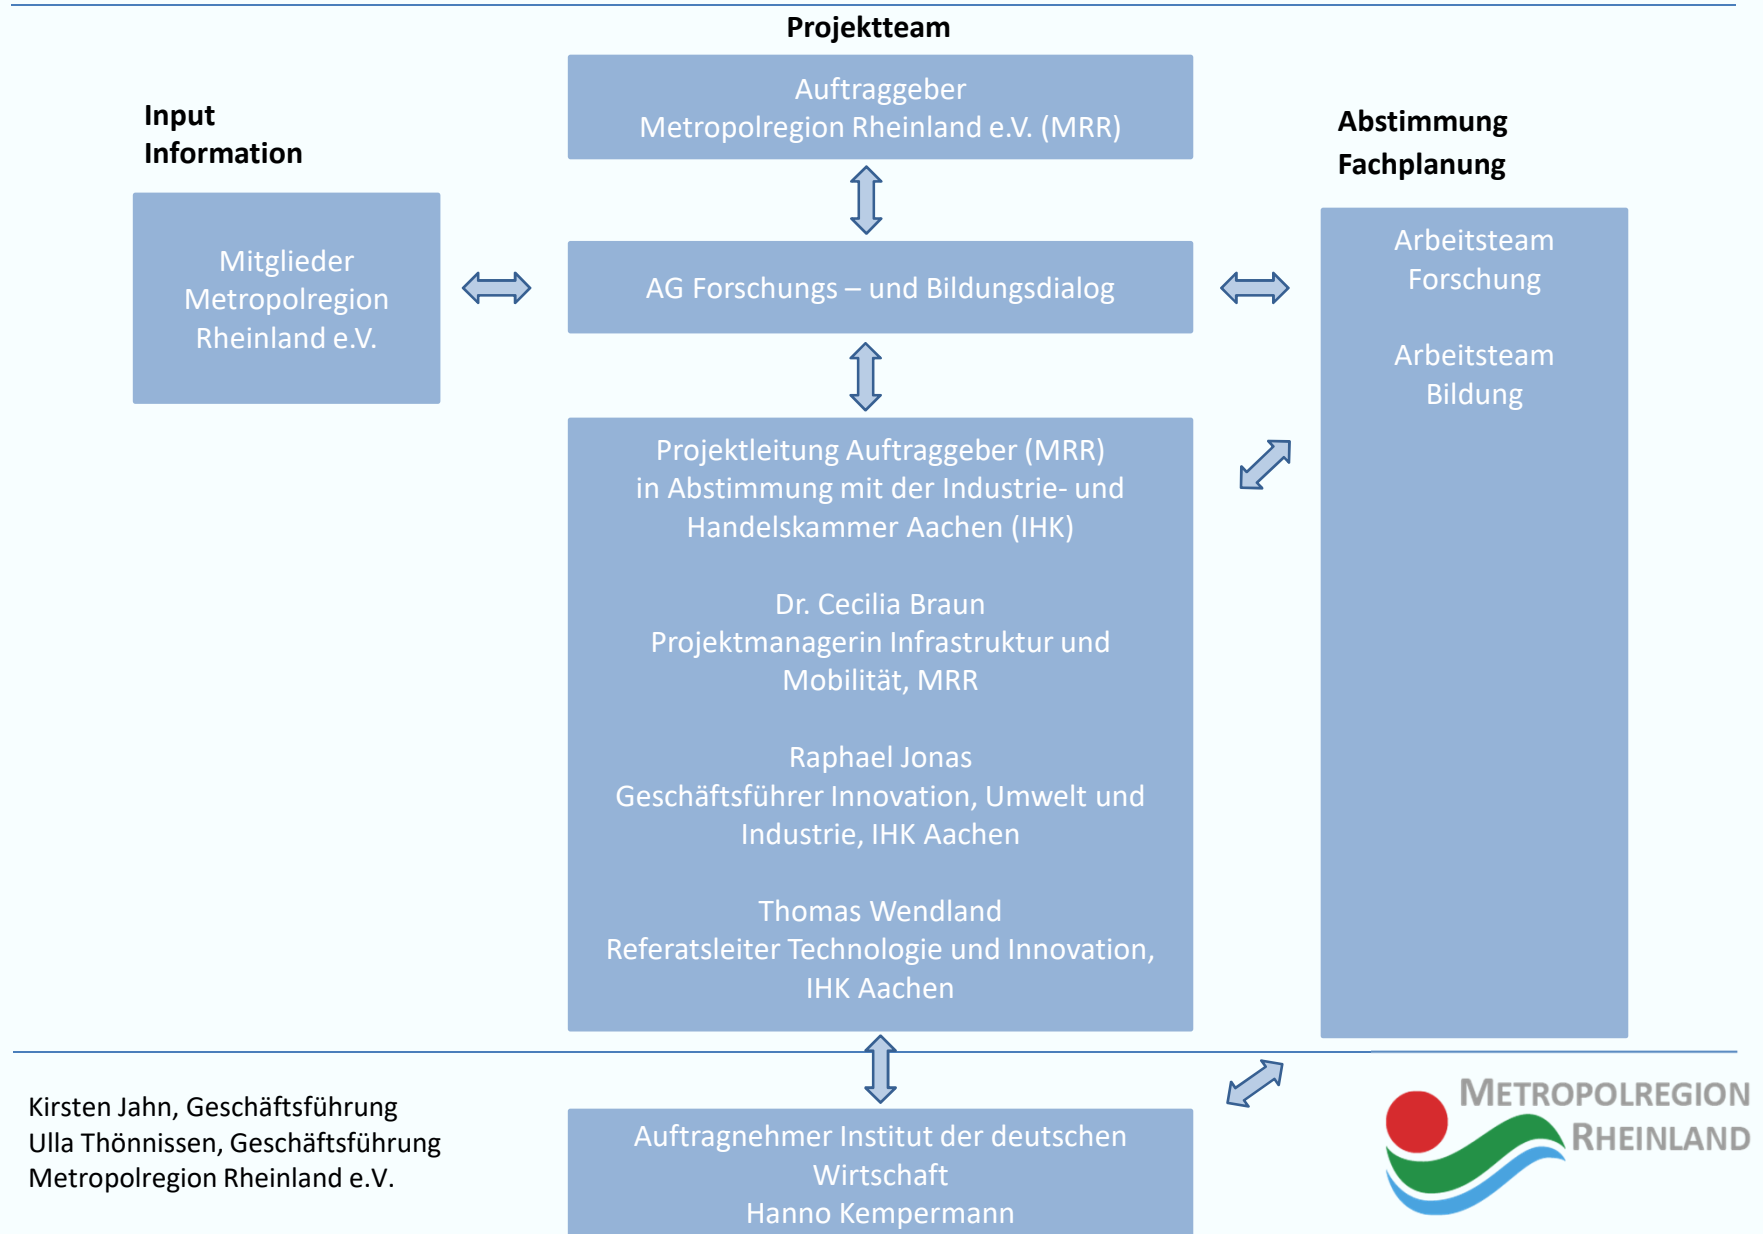 Projektteam
Auftraggeber
Metropolregion Rheinland e.V. (MRR)
Input
Information
Mitglieder
Metropolregion
Rheinland e.V.
AG Forschungs – und Bildungsdialog
Abstimmung
Fachplanung
Arbeitsteam
Forschung
Arbeitsteam
Bildung
Projektleitung Auftraggeber (MRR)
in Abstimmung mit der Industrie- und
Handelskammer Aachen (IHK)
Dr. Cecilia Braun
Projektmanagerin Infrastruktur und
Mobilität, MRR
Raphael Jonas
Geschäftsführer Innovation, Umwelt und
Industrie, IHK Aachen
Thomas Wendland
Referatsleiter Technologie und Innovation,
IHK Aachen
Auftragnehmer Institut der deutschen
Wirtschaft
Hanno Kempermann
Kirsten Jahn, Geschäftsführung
Ulla Thönnissen, Geschäftsführung
Metropolregion Rheinland e.V.
METROPOLREGION
RHEINLAND